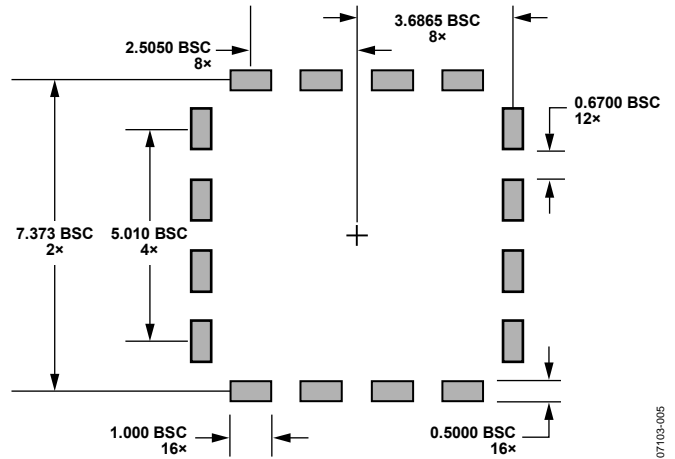 3.6865 BSC
8×
2.5050 BSC
8×
0.6700 BSC
12×
7.373 BSC
2×
5.010 BSC
4×
1.000 BSC
16×
0.5000 BSC
16×
07103-005